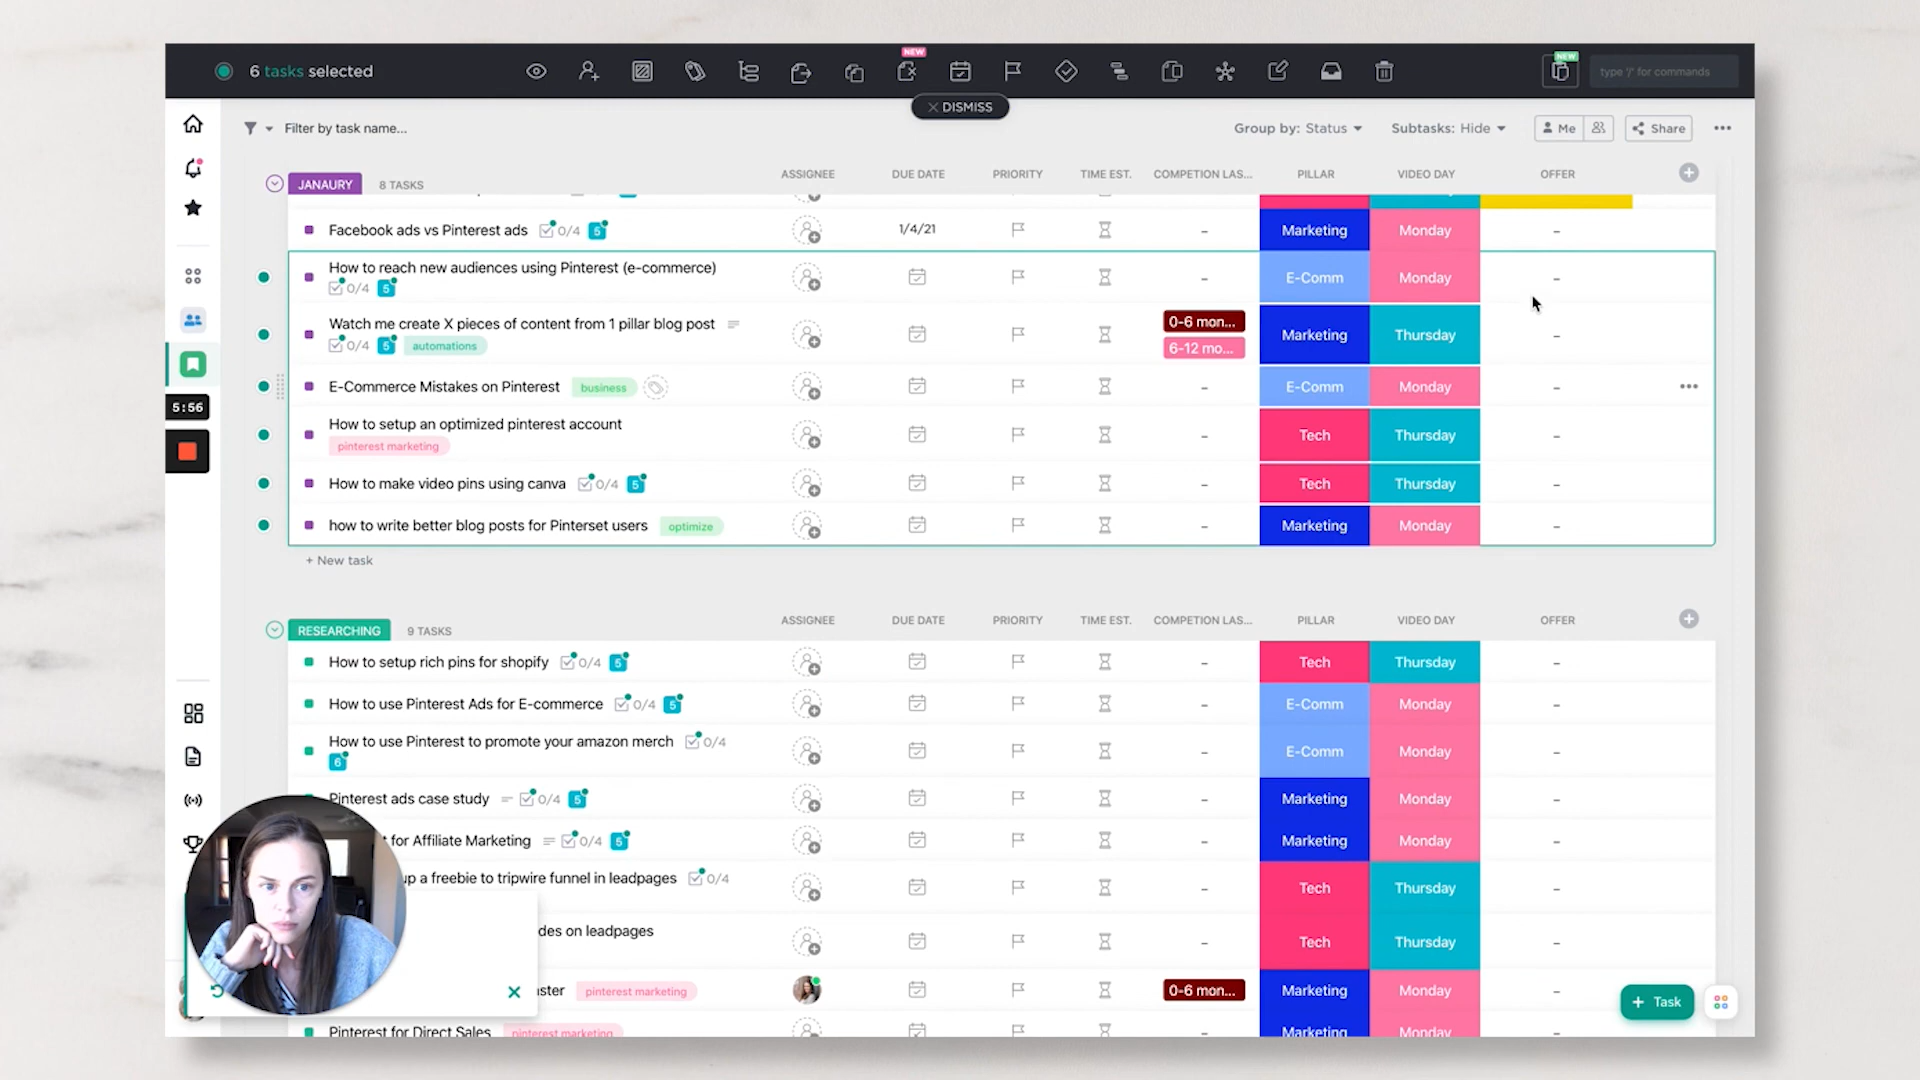 NEW
6 tasks selected
NEW
type '/' for commands
DISMISS
Filter by task name...
Group by: Status
Subtasks: Hide
Me
Share
JANAURY 8 TASKS ASSIGNEE DUE DATE PRIORITY TIME EST. COMPETION LAS... PILLAR VIDEO DAY OFFER
Facebook ads vs Pinterest ads 0/4 5 1/4/21 – Marketing Monday –
How to reach new audiences using Pinterest (e-commerce)
0/4 5 – E-Comm Monday –
Watch me create X pieces of content from 1 pillar blog post
0/4 5 automations 0-6 mon... 6-12 mo... Marketing Thursday –
E-Commerce Mistakes on Pinterest business – E-Comm Monday –
5:56
How to setup an optimized pinterest account
pinterest marketing – Tech Thursday –
How to make video pins using canva 0/4 5 – Tech Thursday –
how to write better blog posts for Pinterset users optimize – Marketing Monday –
+ New task
RESEARCHING 9 TASKS ASSIGNEE DUE DATE PRIORITY TIME EST. COMPETION LAS... PILLAR VIDEO DAY OFFER
How to setup rich pins for shopify 0/4 5 – Tech Thursday –
How to use Pinterest Ads for E-commerce 0/4 5 – E-Comm Monday –
How to use Pinterest to promote your amazon merch 0/4
6 – E-Comm Monday –
Pinterest ads case study 0/4 5 – Marketing Monday –
for Affiliate Marketing 0/4 5 – Marketing Monday –
up a freebie to tripwire funnel in leadpages 0/4 – Tech Thursday –
on leadpages – Tech Thursday –
pinterest marketing 0-6 mon... Marketing Monday –
Pinterest for Direct Sales pinterest marketing – Marketing Monday –
+ Task